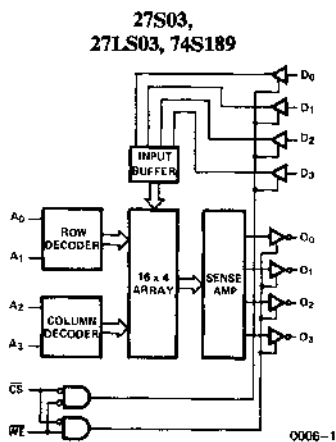 27S03,
27LS03, 74S189
D0
D1
D2
D3
INPUT
BUFFER
A0
A1
ROW
DECODER
A2
A3
COLUMN
DECODER
16 x 4
ARRAY
SENSE
AMP
O0
O1
O2
O3
CS
WE
0006-1